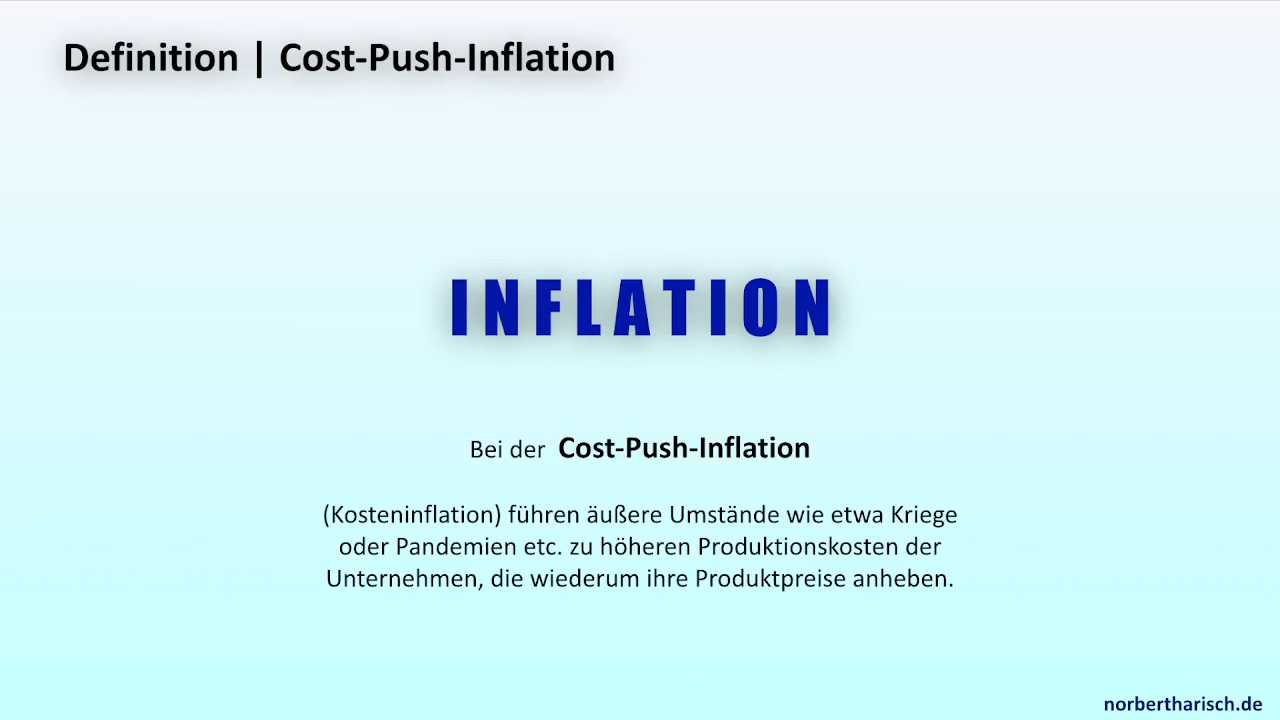 Definition | Cost-Push-Inflation
INFLATION
Bei der Cost-Push-Inflation
(Kosteninflation) führen äußere Umstände wie etwa Kriege
oder Pandemien etc. zu höheren Produktionskosten der
Unternehmen, die wiederum ihre Produktpreise anheben.
norbertharisch.de